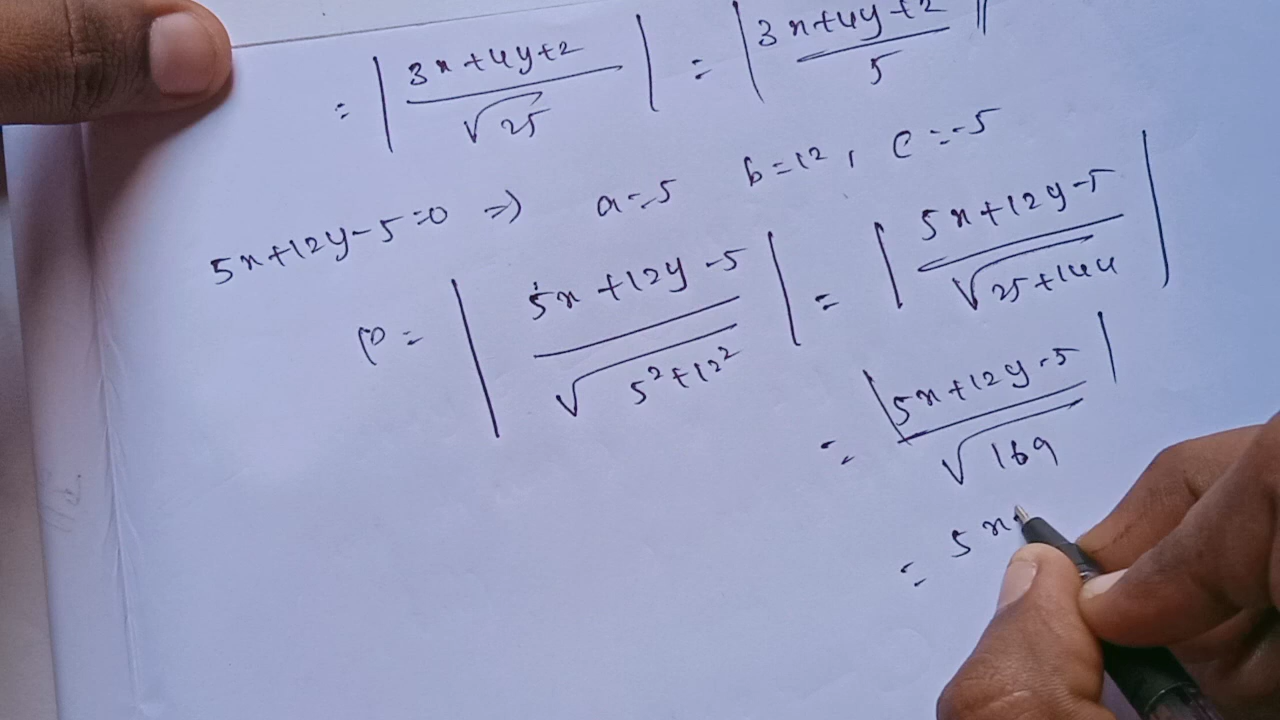 = | 3x+4y+2 / √25 | = | 3x+4y+2 / 5 |
5x+12y-5=0 ⇒ a=5 b=12, c=-5
p = | 5x+12y-5 / √5²+12² | = | 5x+12y-5 / √25+144 |
= | 5x+12y-5 / √169 |
= 5x